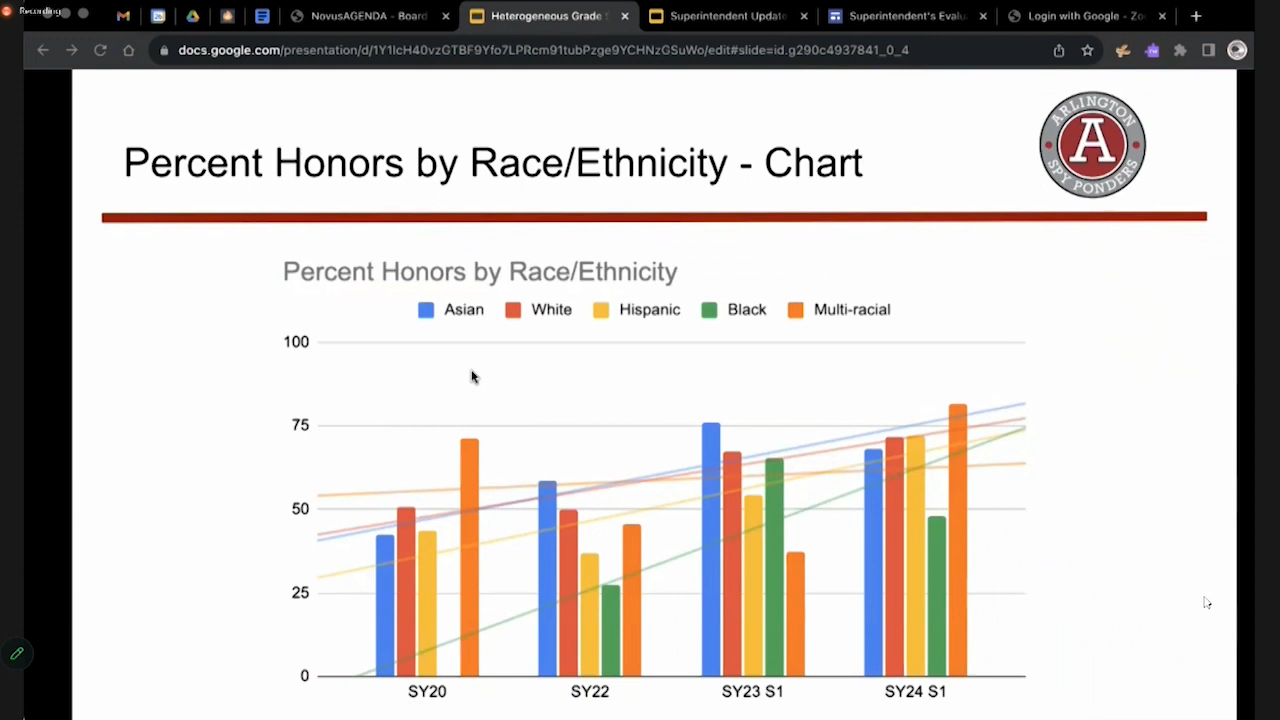 Recording
NovusAGENDA - Board
Heterogeneous Grade
Superintendent Update
Superintendent's Evalu
Login with Google - Zo
docs.google.com/presentation/d/1Y1lcH40vzGTBF9Yfo7LPRcm91tubPzge9YCHNzGSuWo/edit#slide=id.g290c4937841_0_4
ARLINGTON
A
SPY PONDERS
Percent Honors by Race/Ethnicity - Chart
Percent Honors by Race/Ethnicity
Asian White Hispanic Black Multi-racial
100
75
50
25
0
SY20 SY22 SY23 S1 SY24 S1